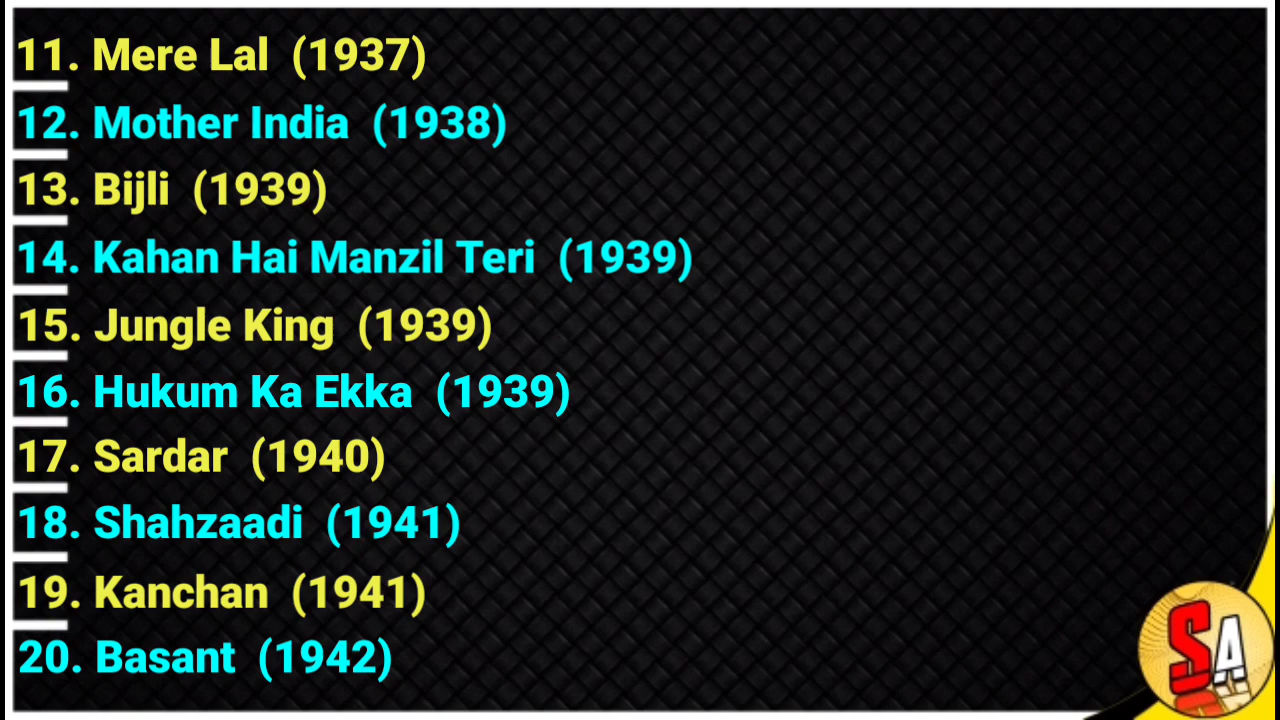 11. Mere Lal (1937)
12. Mother India (1938)
13. Bijli (1939)
14. Kahan Hai Manzil Teri (1939)
15. Jungle King (1939)
16. Hukum Ka Ekka (1939)
17. Sardar (1940)
18. Shahzaadi (1941)
19. Kanchan (1941)
20. Basant (1942)
SA